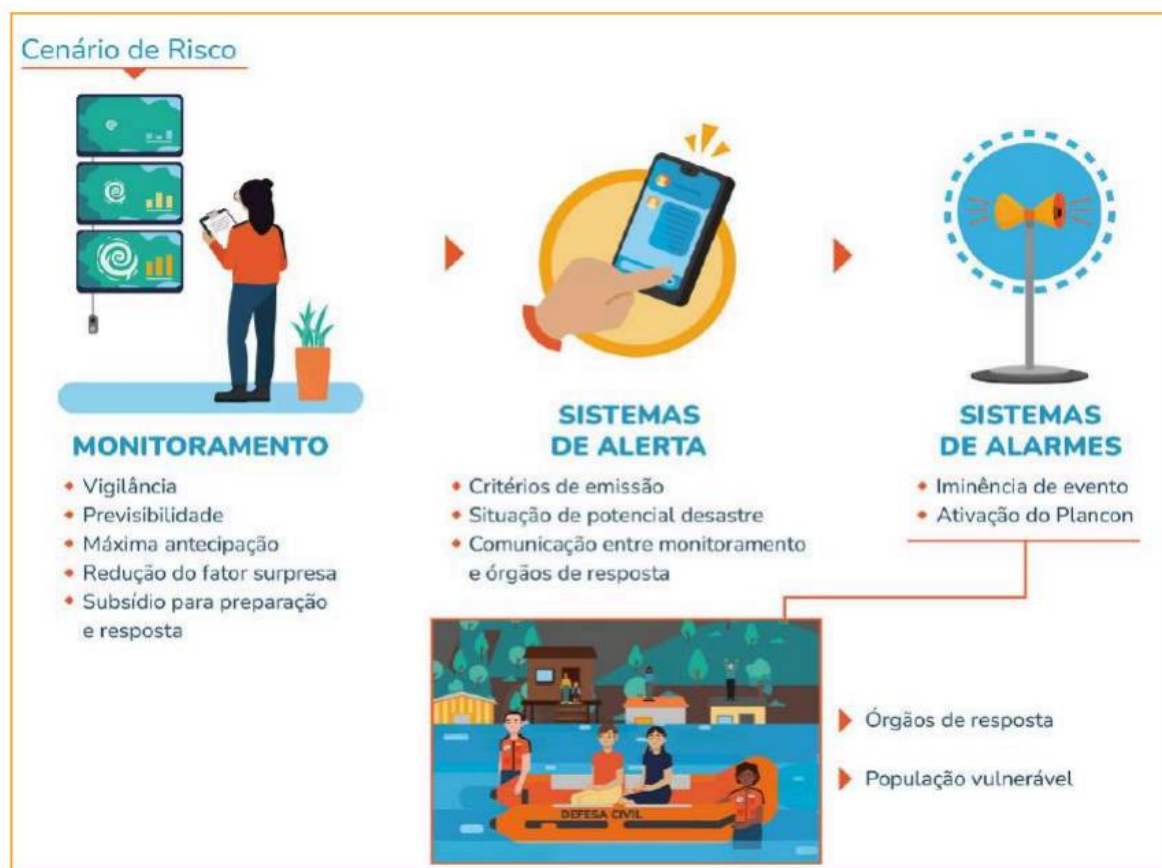 Cenário de Risco
MONITORAMENTO
• Vigilância
• Previsibilidade
• Máxima antecipação
• Redução do fator surpresa
• Subsídio para preparação
e resposta
SISTEMAS
DE ALERTA
• Critérios de emissão
• Situação de potencial desastre
• Comunicação entre monitoramento
e órgãos de resposta
SISTEMAS
DE ALARMES
• Iminência de evento
• Ativação do Plancon
DEFESA CIVIL
Órgãos de resposta
População vulnerável